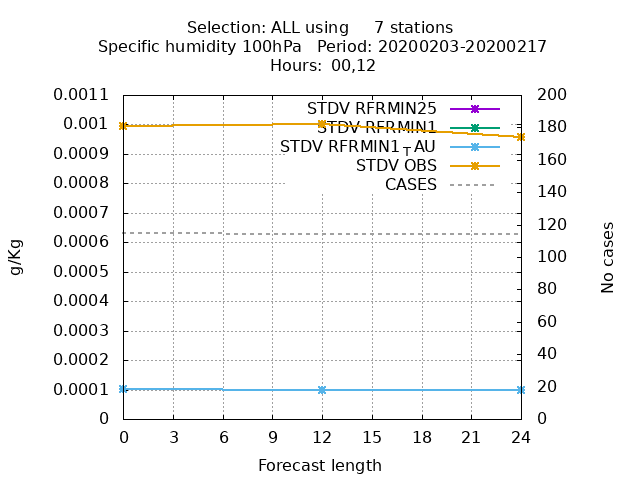 Selection: ALL using 7 stations
Specific humidity 100hPa Period: 20200203-20200217
Hours: 00,12
0.0011
0.001
0.0009
0.0008
0.0007
0.0006
0.0005
0.0004
0.0003
0.0002
0.0001
0
g/Kg
STDV RFRMIN25
STDV RFRMIN1
STDV RFRMIN1_TAU
STDV OBS
CASES
200
180
160
140
120
100
80
60
40
20
0
No cases
0 3 6 9 12 15 18 21 24
Forecast length